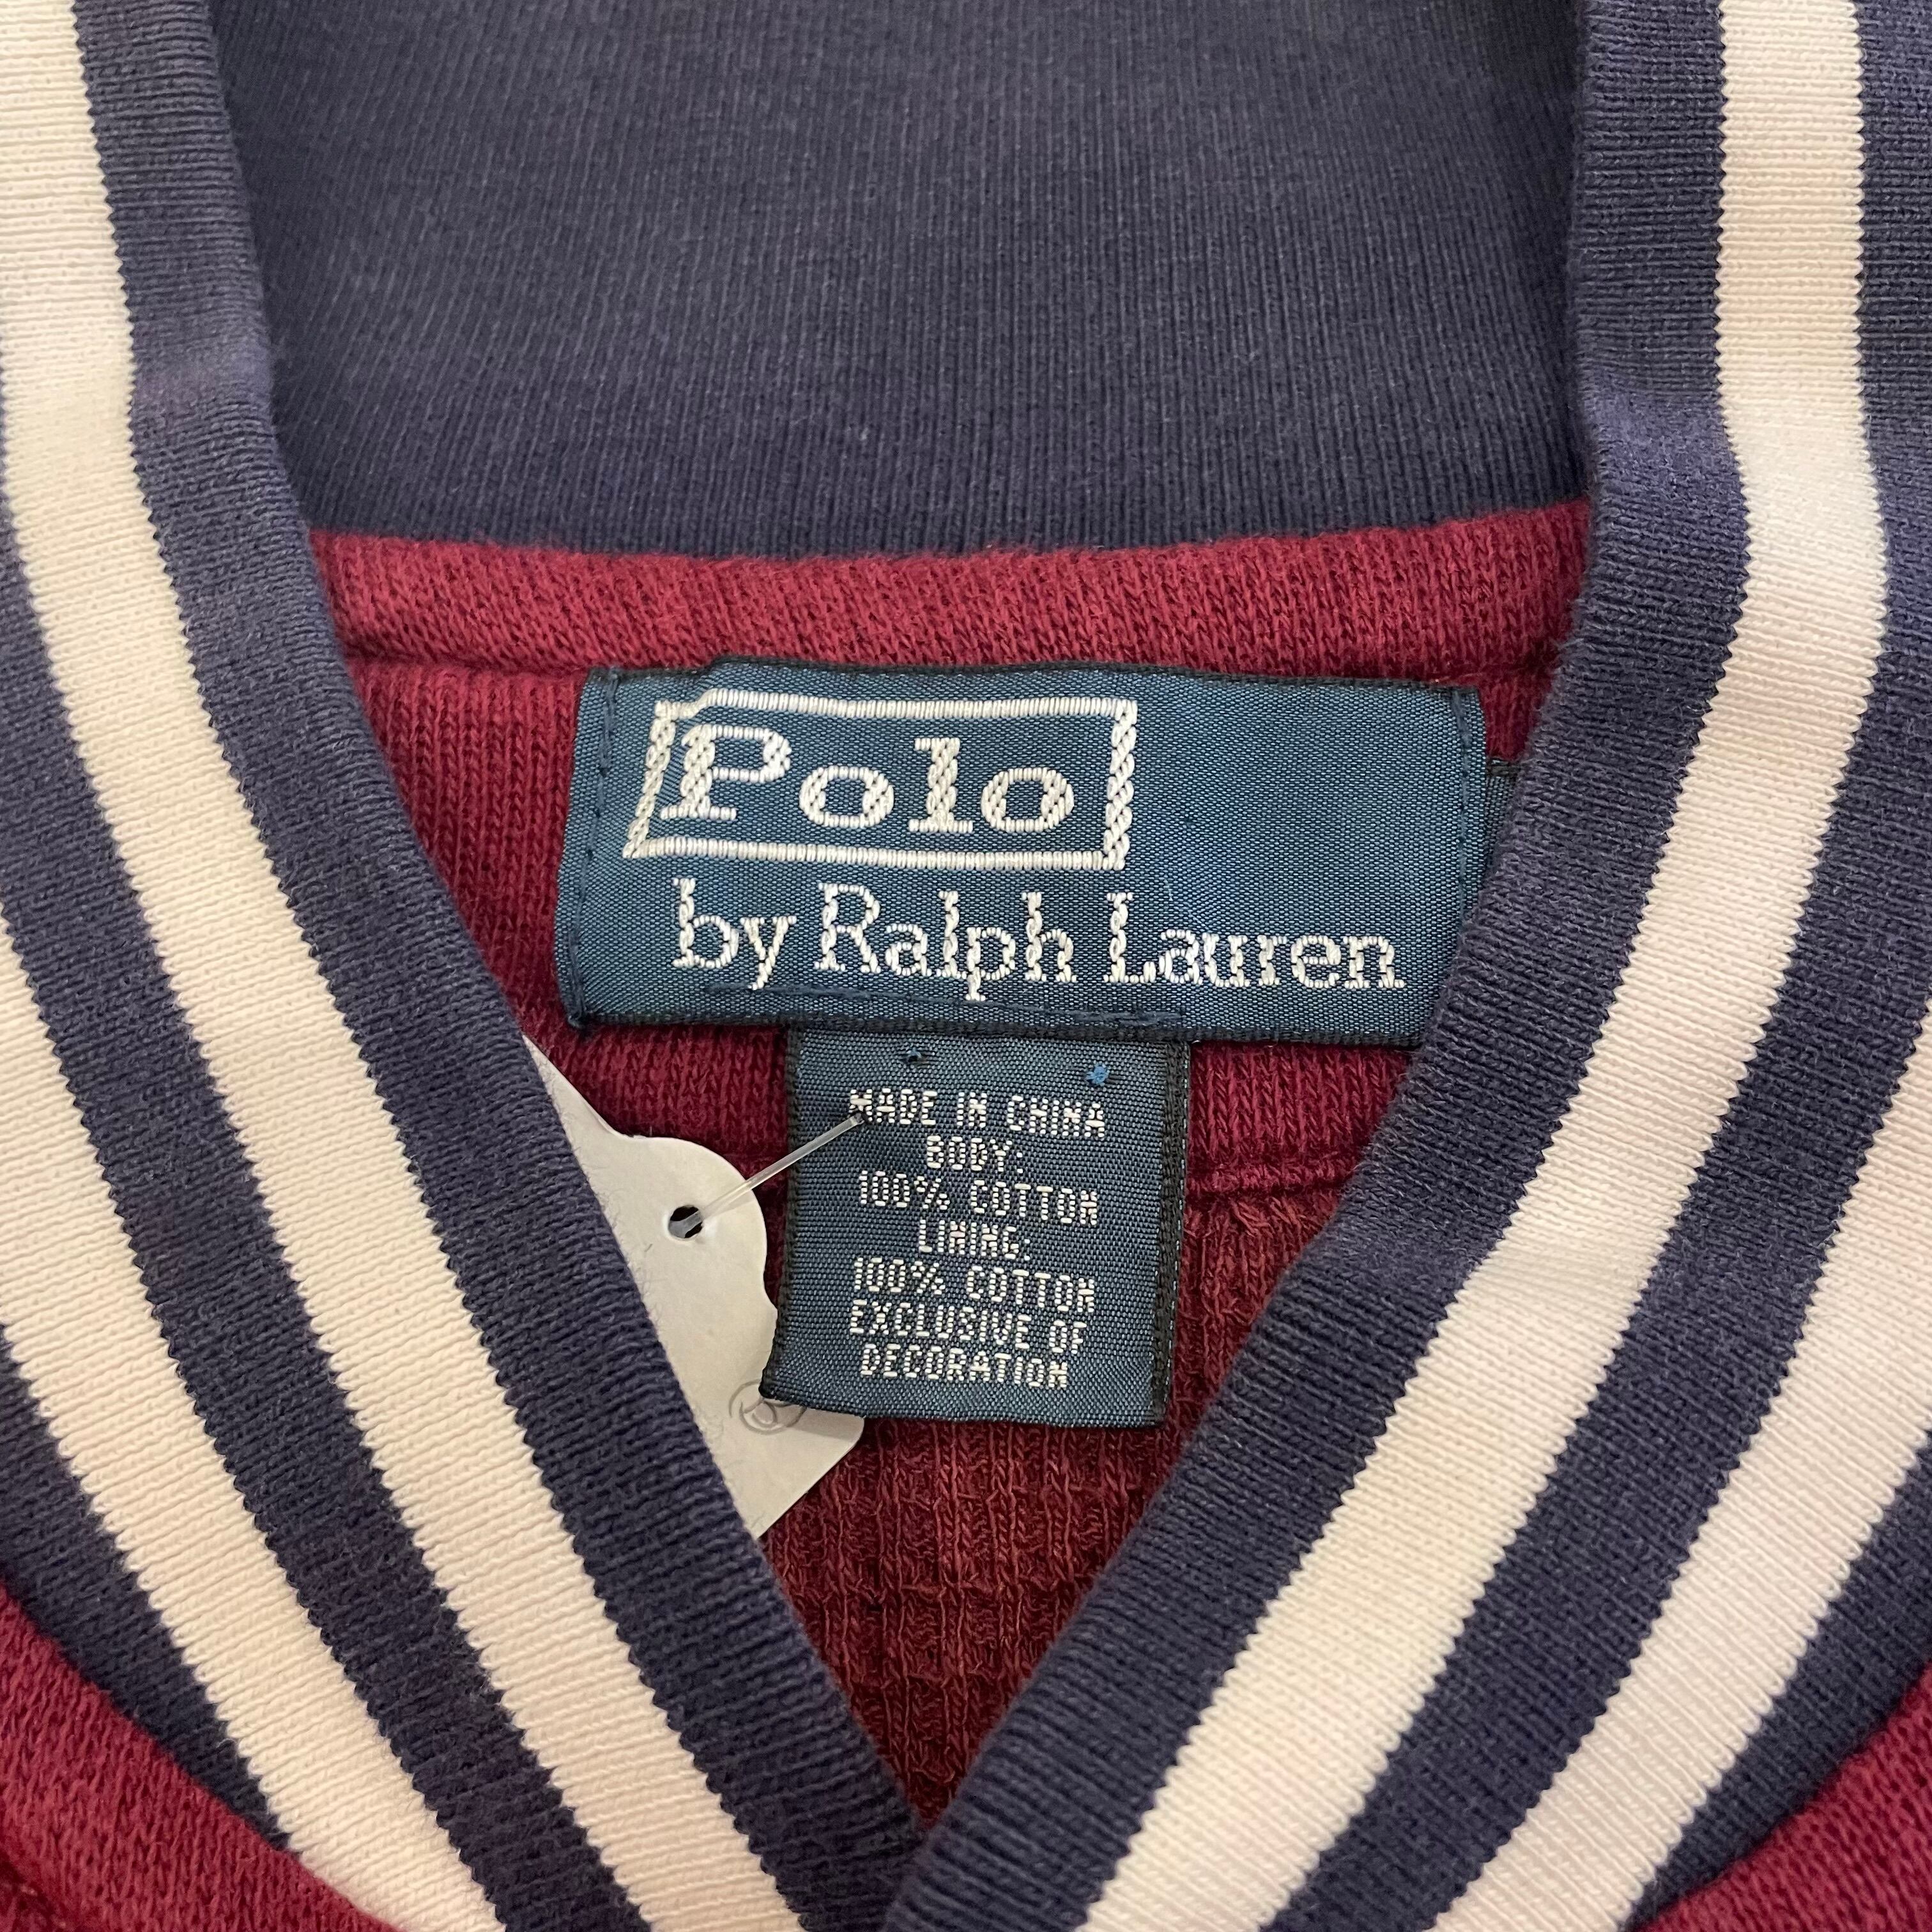 Polo
by Ralph Lauren
MADE IN CHINA
BODY:
100% COTTON
LINING:
100% COTTON
EXCLUSIVE OF
DECORATION